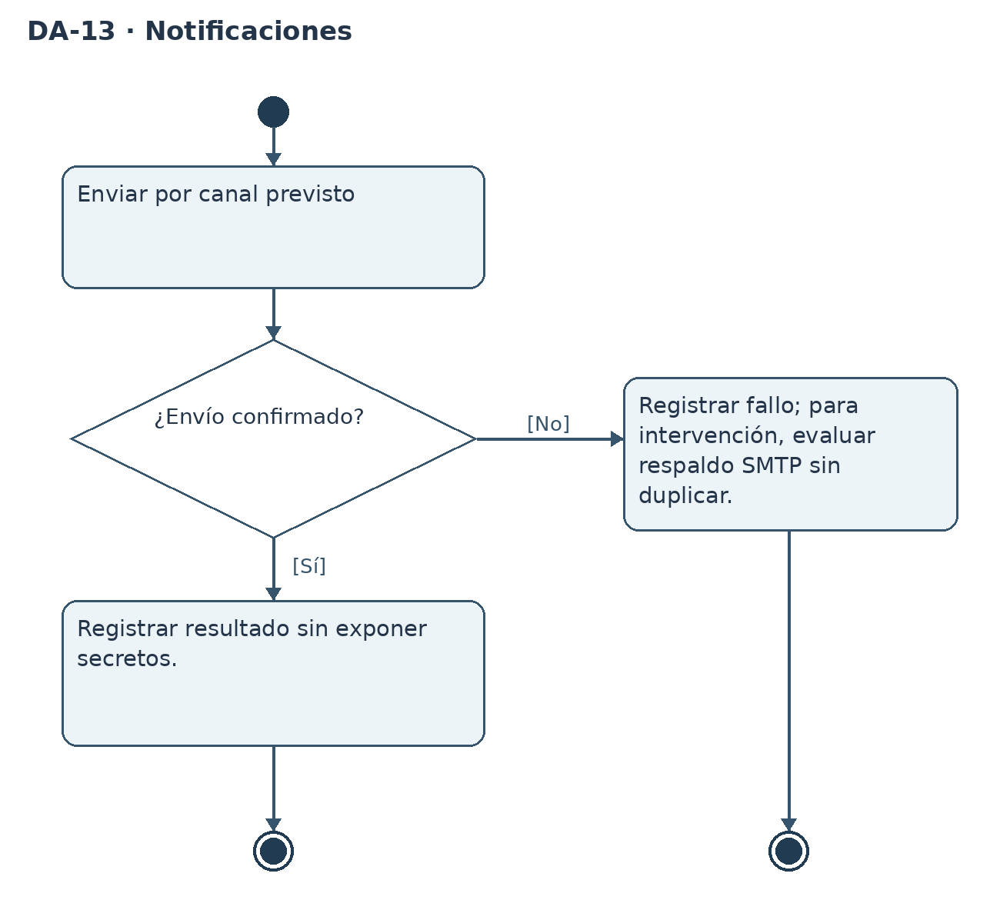 DA-13 · Notificaciones
Enviar por canal previsto
¿Envío confirmado?
[No]
Registrar fallo; para
intervención, evaluar
respaldo SMTP sin
duplicar.
[Sí]
Registrar resultado sin exponer
secretos.